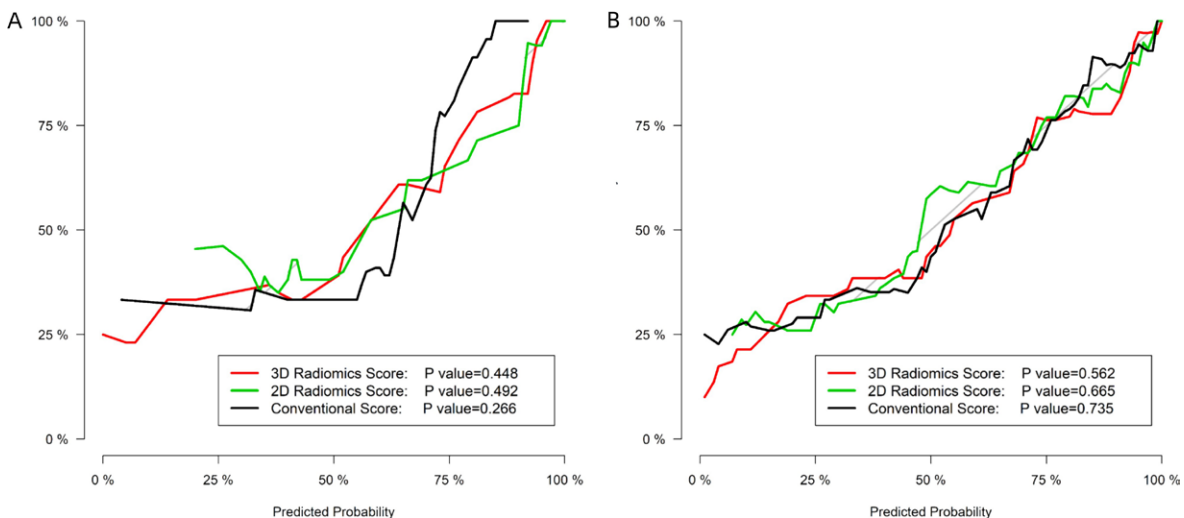 A
100 %
75 %
50 %
25 %
0 %
3D Radiomics Score: P value=0.448
2D Radiomics Score: P value=0.492
Conventional Score: P value=0.266
0 % 25 % 50 % 75 % 100 %
Predicted Probability
B
100 %
75 %
50 %
25 %
0 %
3D Radiomics Score: P value=0.562
2D Radiomics Score: P value=0.665
Conventional Score: P value=0.735
0 % 25 % 50 % 75 % 100 %
Predicted Probability